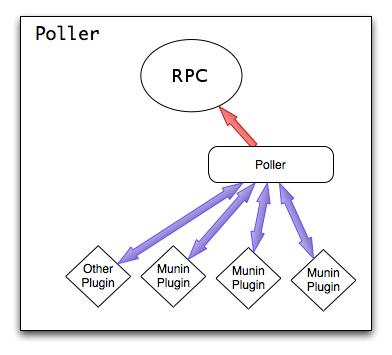 Poller
RPC
Poller
Other
Plugin
Munin
Plugin
Munin
Plugin
Munin
Plugin